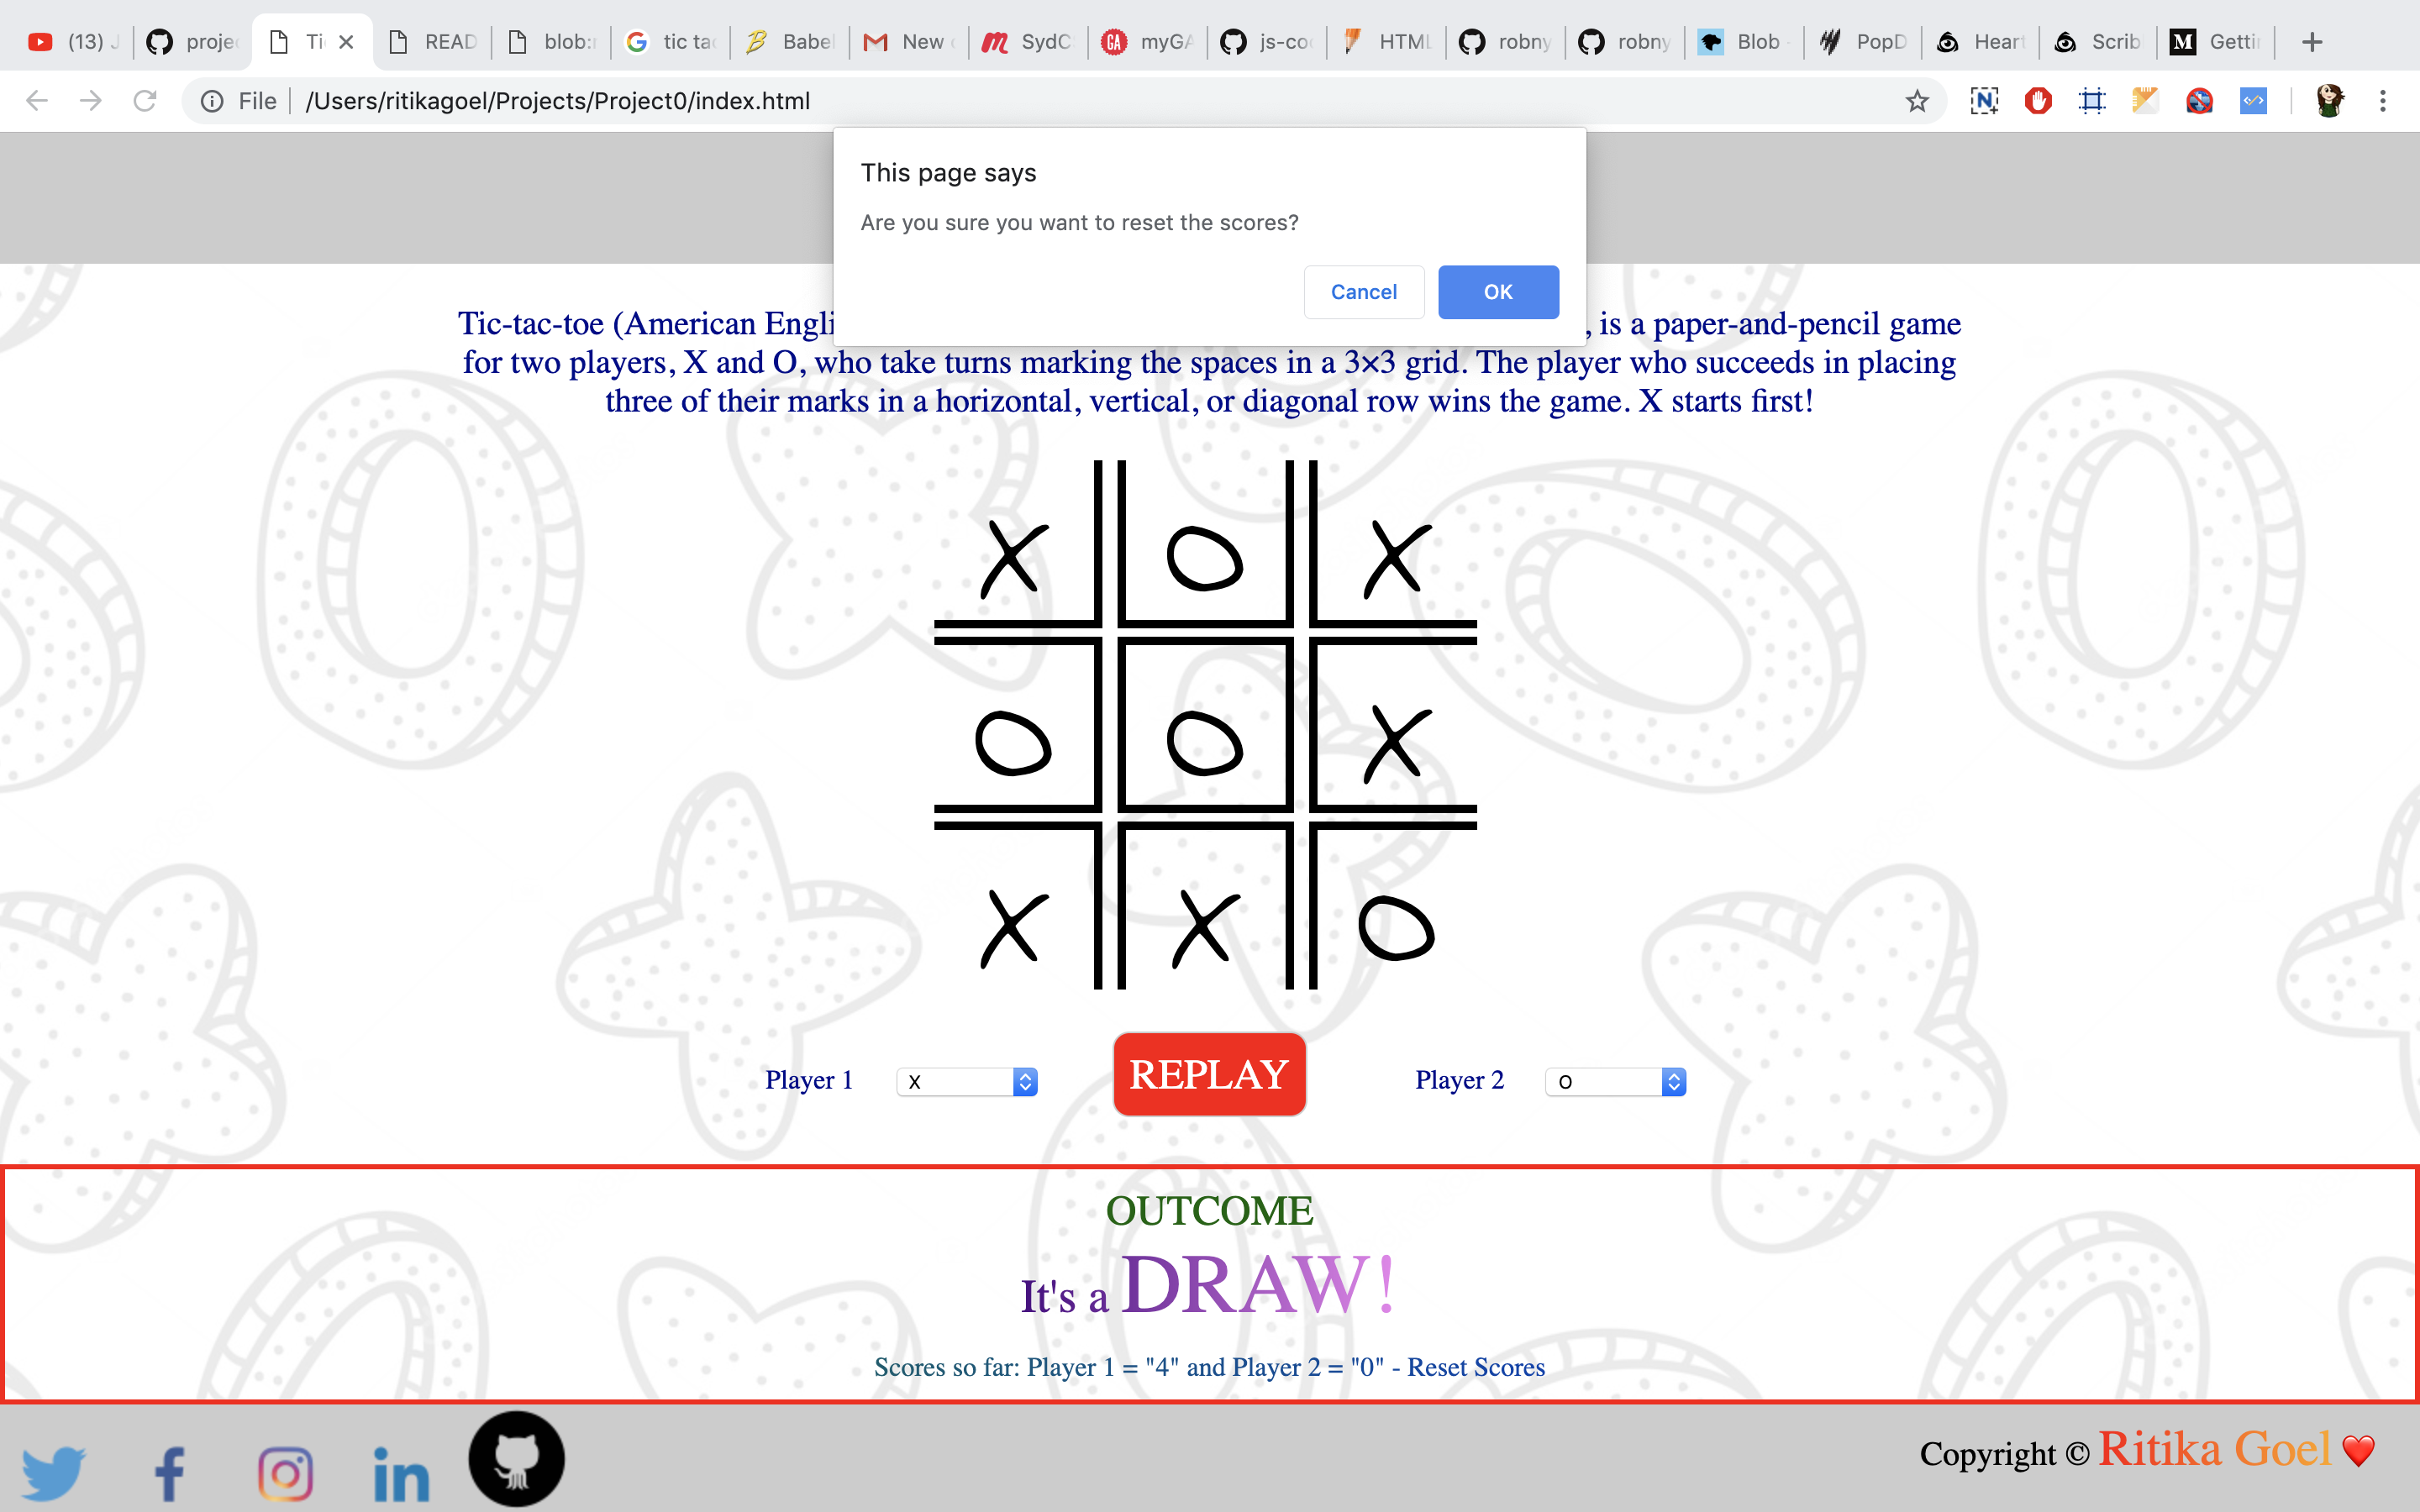 (13) J
proje
Ti
READ
blob:r
tic tac
Babel
New
SydC
myGA
js-co
HTML
robny
robny
Blob
PopD
Hear
Scrib
Getti
File /Users/ritikagoel/Projects/Project0/index.html
This page says
Are you sure you want to reset the scores?
Cancel
OK
Tic-tac-toe (American Engli , is a paper-and-pencil game
for two players, X and O, who take turns marking the spaces in a 3×3 grid. The player who succeeds in placing
three of their marks in a horizontal, vertical, or diagonal row wins the game. X starts first!
X O X
O O X
X X O
Player 1 X REPLAY Player 2 O
OUTCOME
It's a DRAW!
Scores so far: Player 1 = "4" and Player 2 = "0" - Reset Scores
Copyright © Ritika Goel ❤️